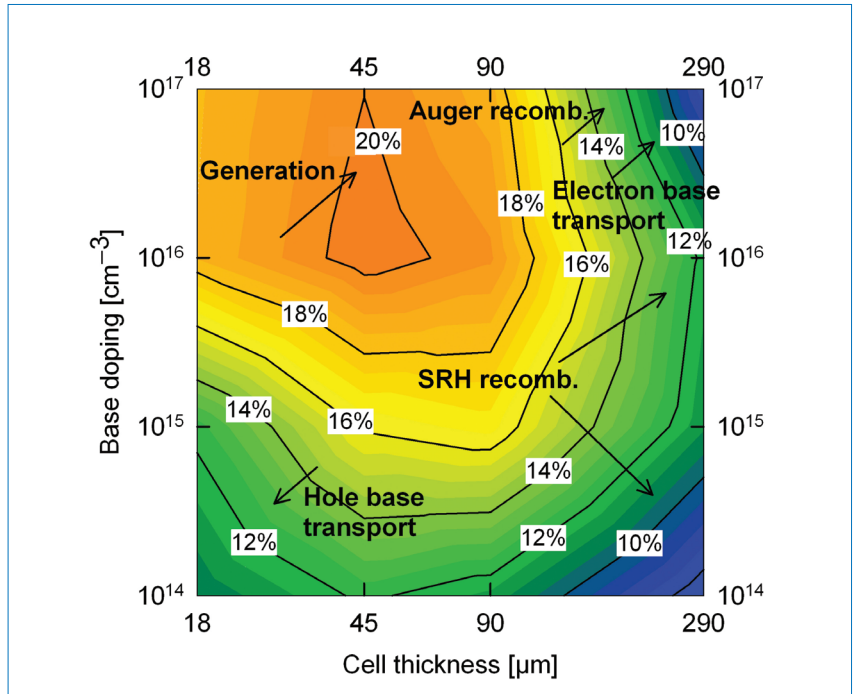 18 45 90 290
10¹⁷ 10¹⁷
Auger recomb.
10%
20%
14%
Generation
Electron base
transport
18%
12%
10¹⁶ 10¹⁶
16%
18%
SRH recomb.
14%
16%
10¹⁵ 10¹⁵
14%
Hole base
transport
12%
12%
10%
10¹⁴ 10¹⁴
18 45 90 290
Cell thickness [µm]
Base doping [cm⁻³]